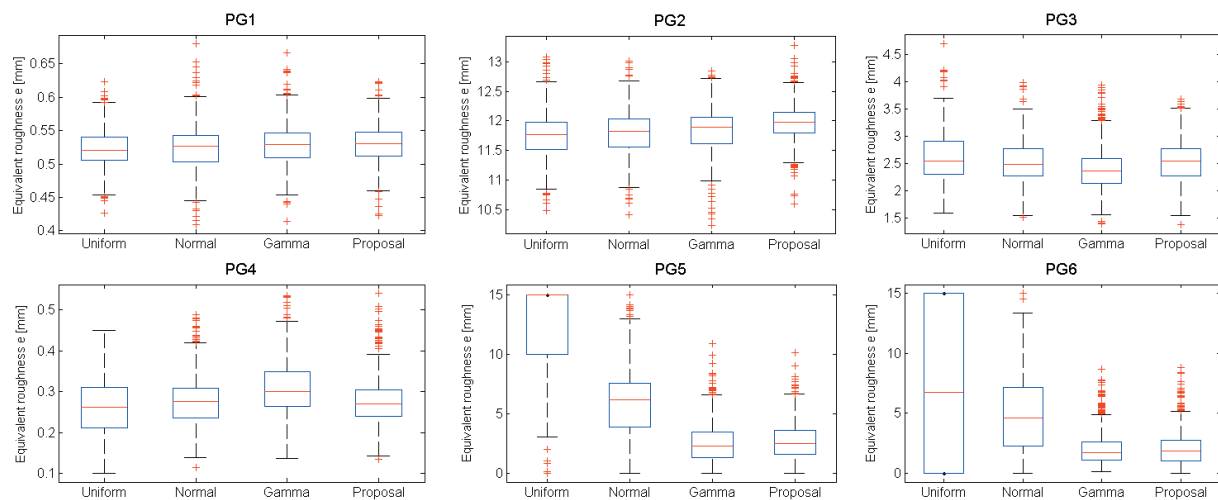 PG1
Equivalent roughness e [mm]
0.65
0.6
0.55
0.5
0.45
0.4
Uniform Normal Gamma Proposal
PG2
Equivalent roughness e [mm]
13
12.5
12
11.5
11
10.5
Uniform Normal Gamma Proposal
PG3
Equivalent roughness e [mm]
4.5
4
3.5
3
2.5
2
1.5
Uniform Normal Gamma Proposal
PG4
Equivalent roughness e [mm]
0.5
0.4
0.3
0.2
0.1
Uniform Normal Gamma Proposal
PG5
Equivalent roughness e [mm]
15
10
5
0
Uniform Normal Gamma Proposal
PG6
Equivalent roughness e [mm]
15
10
5
0
Uniform Normal Gamma Proposal